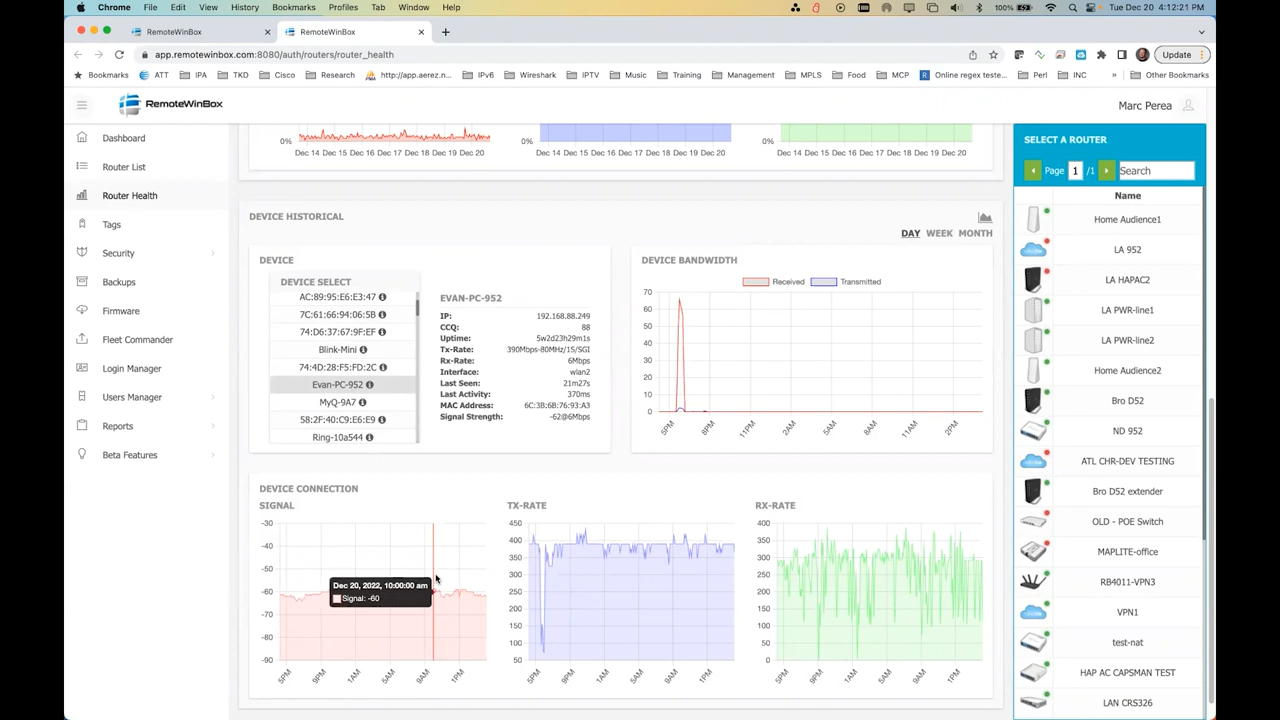 Chrome File Edit View History Bookmarks Profiles Tab Window Help 100% Tue Dec 20 4:12:21 PM
RemoteWinBox RemoteWinBox
app.remotewinbox.com:8080/auth/routers/router_health Update
Bookmarks ATT IPA TKD Cisco Research http://app.aerez.n... IPv6 Wireshark IPTV Music Training Management MPLS Food MCP Online regex teste... Perl INC » Other Bookmarks
RemoteWinBox Marc Perea
Dashboard
Router List
Router Health
Tags
Security
Backups
Firmware
Fleet Commander
Login Manager
Users Manager
Reports
Beta Features
0% 0% 0%
Dec 14 Dec 15 Dec 16 Dec 17 Dec 18 Dec 19 Dec 20 Dec 14 Dec 15 Dec 16 Dec 17 Dec 18 Dec 19 Dec 20 Dec 14 Dec 15 Dec 16 Dec 17 Dec 18 Dec 19 Dec 20
DEVICE HISTORICAL
DAY WEEK MONTH
DEVICE
DEVICE SELECT
AC:89:95:E6:E3:47
7C:61:66:94:06:5B
74:D6:37:67:9F:EF
Blink-Mini
74:4D:28:F5:FD:2C
Evan-PC-952
MyQ-9A7
58:2F:40:C9:E6:E9
Ring-10a544
EVAN-PC-952
IP: 192.168.88.249
CCQ: 88
Uptime: 5w2d23h29m1s
Tx-Rate: 390Mbps-80MHz/1S/SGI
Rx-Rate: 6Mbps
Interface: wlan2
Last Seen: 21m27s
Last Activity: 370ms
MAC Address: 6C:3B:6B:76:93:A3
Signal Strength: -62@6Mbps
DEVICE BANDWIDTH
Received Transmitted
70
60
50
40
30
20
10
0
5PM 8PM 11PM 2AM 5AM 8AM 11AM 2PM
DEVICE CONNECTION
SIGNAL
-30
-40
-50
-60
-70
-80
-90
5PM 9PM 1AM 5AM 9AM 1PM
Dec 20, 2022, 10:00:00 am
Signal: -60
TX-RATE
450
400
350
300
250
200
150
100
50
5PM 9PM 1AM 5AM 9AM 1PM
RX-RATE
400
350
300
250
200
150
100
50
0
5PM 9PM 1AM 5AM 9AM 1PM
SELECT A ROUTER
Page 1 /1 Search
Name
Home Audience1
LA 952
LA HAPAC2
LA PWR-line1
LA PWR-line2
Home Audience2
Bro D52
ND 952
ATL CHR-DEV TESTING
Bro D52 extender
OLD - POE Switch
MAPLITE-office
RB4011-VPN3
VPN1
test-nat
HAP AC CAPSMAN TEST
LAN CRS326